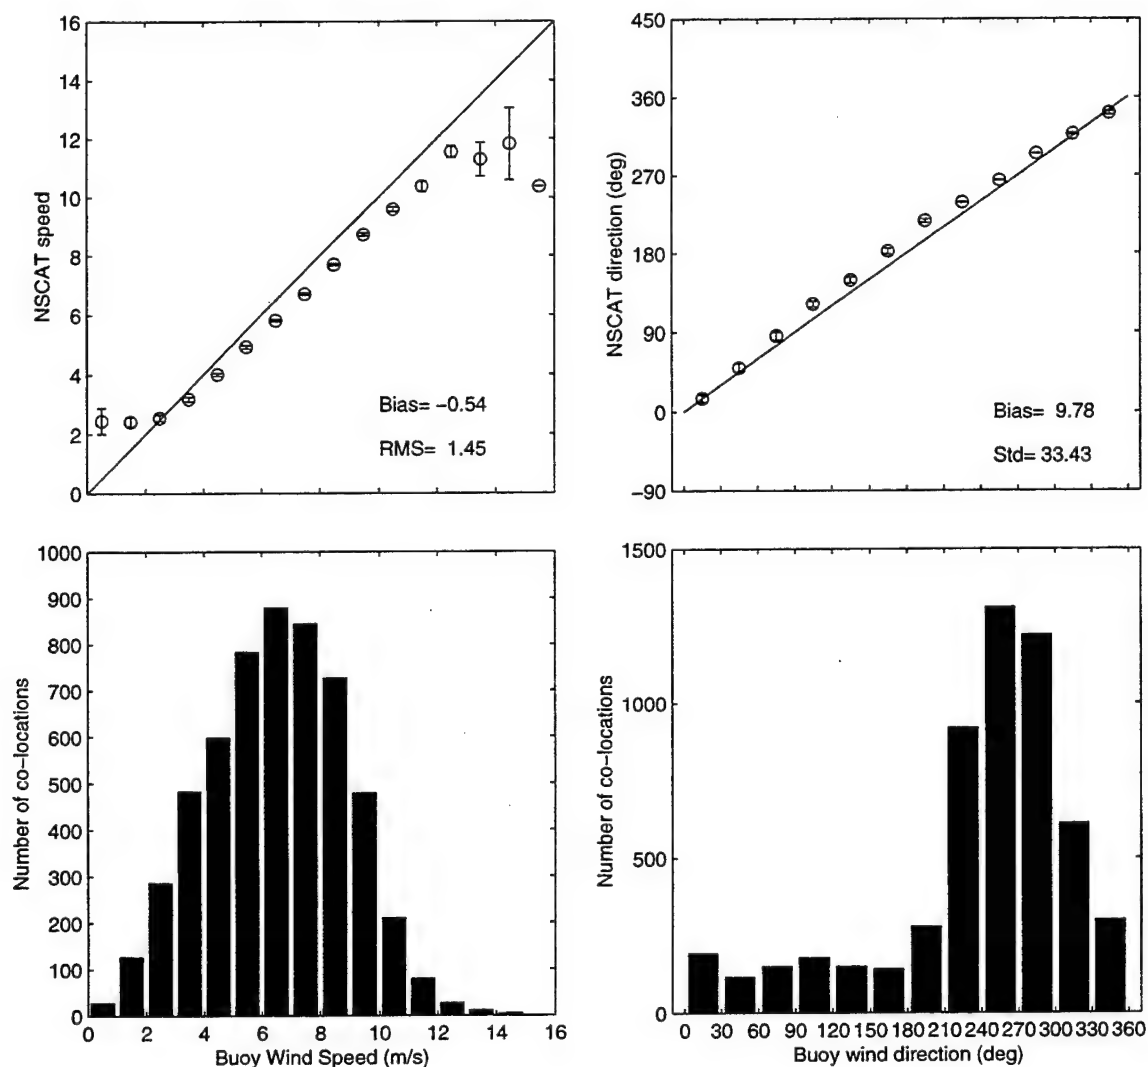 16
14
12
10
8
6
4
2
0
NSCAT speed
Bias= -0.54
RMS= 1.45
450
360
270
180
90
0
-90
NSCAT direction (deg)
Bias= 9.78
Std= 33.43
1000
900
800
700
600
500
400
300
200
100
0
Number of co-locations
0 2 4 6 8 10 12 14 16
Buoy Wind Speed (m/s)
1500
1000
500
0
Number of co-locations
0 30 60 90 120 150 180 210 240 270 300 330 360
Buoy wind direction (deg)